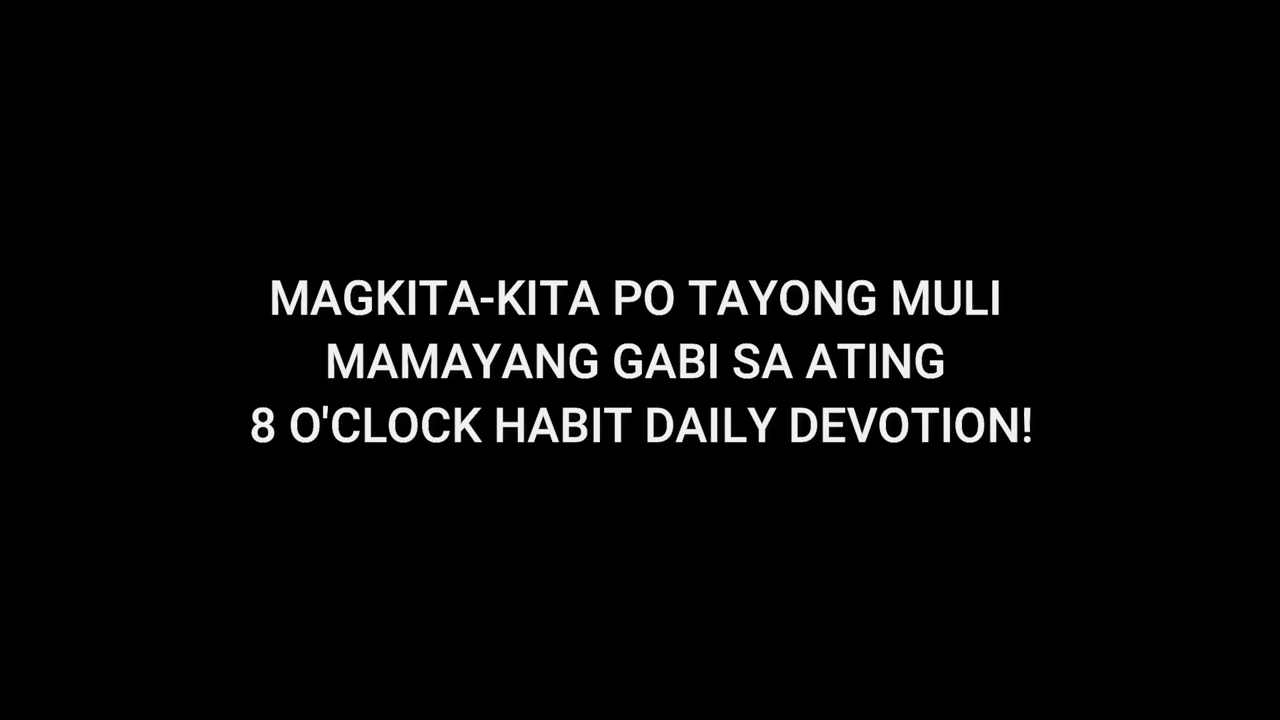 MAGKITA-KITA PO TAYONG MULI
MAMAYANG GABI SA ATING
8 O'CLOCK HABIT DAILY DEVOTION!